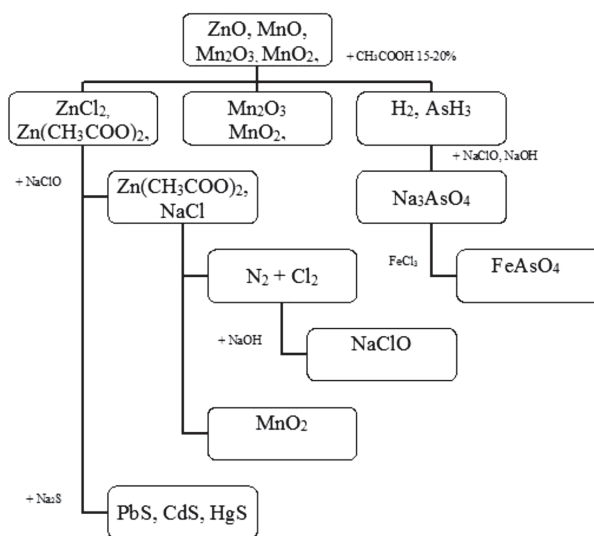 ZnO, MnO,
Mn₂O₃, MnO₂,
+ CH₃COOH 15-20%
ZnCl₂,
Zn(CH₃COO)₂,
Mn₂O₃
MnO₂,
H₂, AsH₃
+ NaClO, NaOH
+ NaClO
Zn(CH₃COO)₂,
NaCl
Na₃AsO₄
FeCl₃
FeAsO₄
N₂ + Cl₂
+ NaOH
NaClO
MnO₂
+ Na₂S
PbS, CdS, HgS